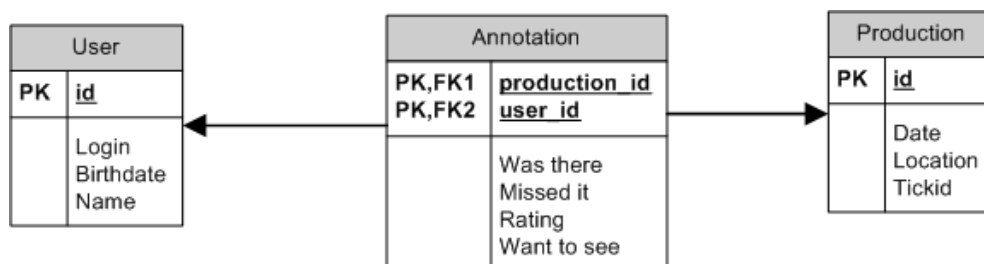 User
PK id
Login
Birthdate
Name
Annotation
PK,FK1 production_id
PK,FK2 user_id
Was there
Missed it
Rating
Want to see
Production
PK id
Date
Location
Tickid